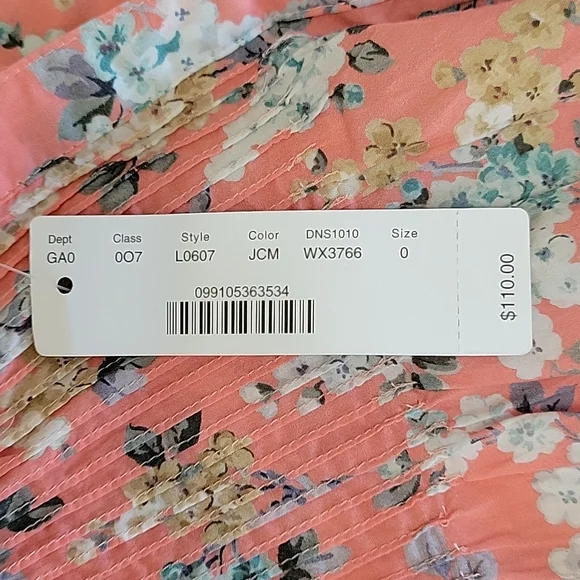 Dept Class Style Color DNS1010 Size
GA0 0O7 L0607 JCM WX3766 0
099105363534
$110.00